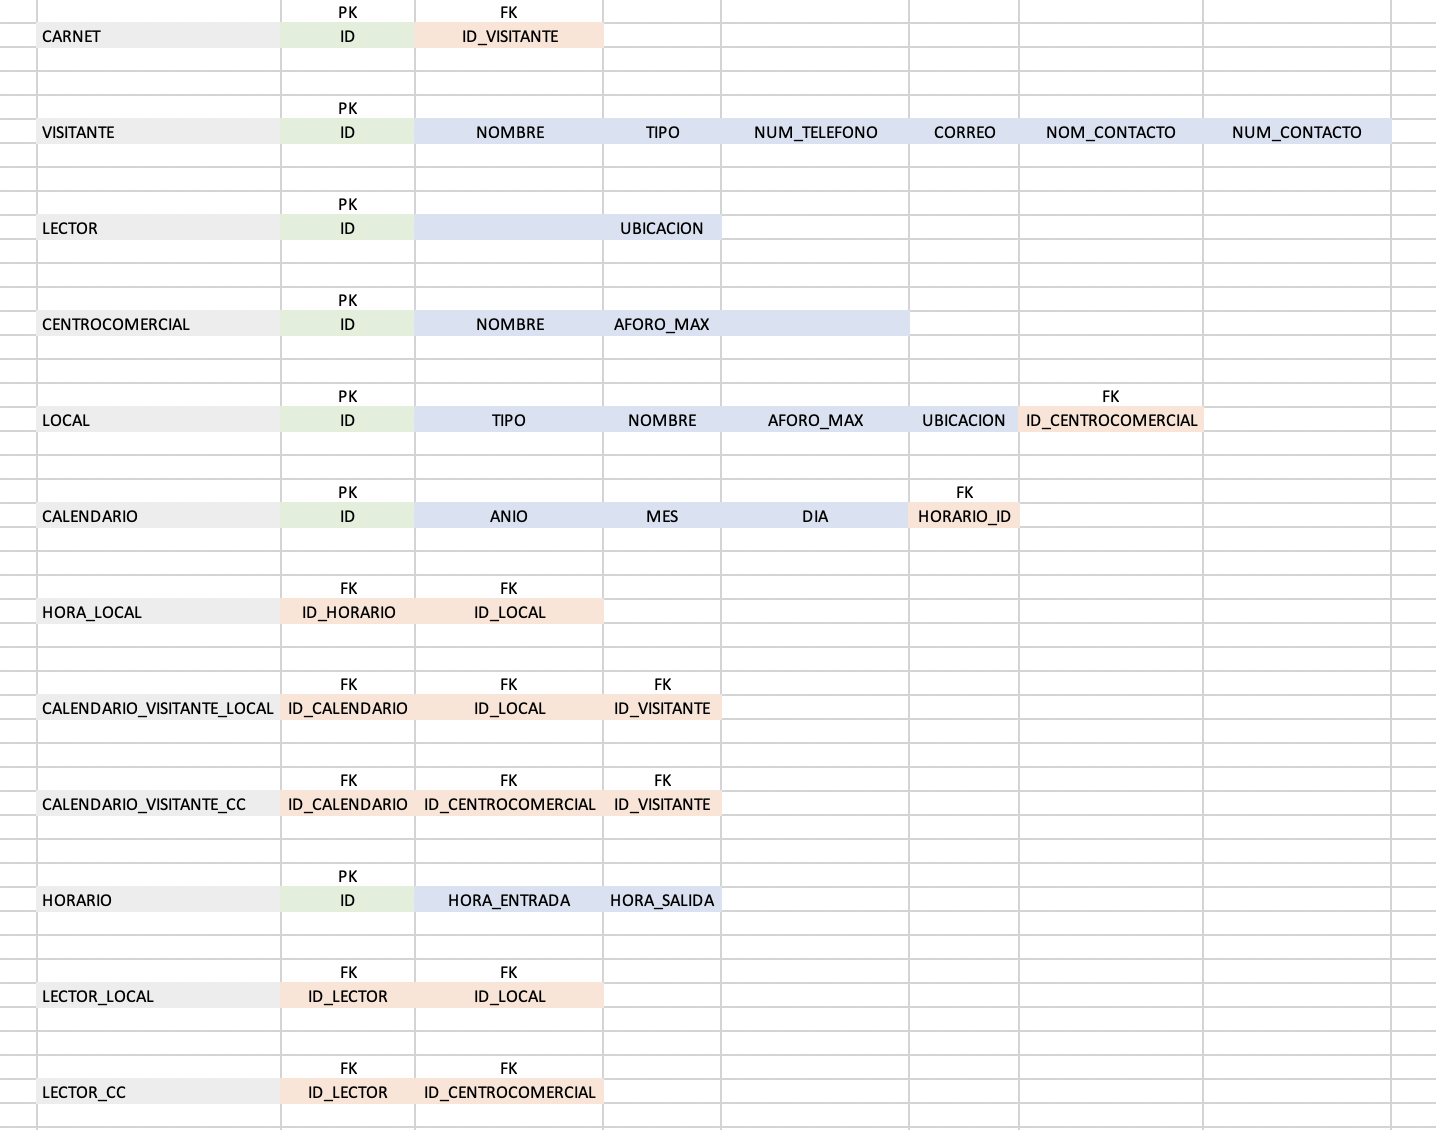 PK FK
CARNET ID ID_VISITANTE
PK
VISITANTE ID NOMBRE TIPO NUM_TELEFONO CORREO NOM_CONTACTO NUM_CONTACTO
PK
LECTOR ID UBICACION
PK
CENTROCOMERCIAL ID NOMBRE AFORO_MAX
PK FK
LOCAL ID TIPO NOMBRE AFORO_MAX UBICACION ID_CENTROCOMERCIAL
PK FK
CALENDARIO ID ANIO MES DIA HORARIO_ID
FK FK
HORA_LOCAL ID_HORARIO ID_LOCAL
FK FK FK
CALENDARIO_VISITANTE_LOCAL ID_CALENDARIO ID_LOCAL ID_VISITANTE
FK FK FK
CALENDARIO_VISITANTE_CC ID_CALENDARIO ID_CENTROCOMERCIAL ID_VISITANTE
PK
HORARIO ID HORA_ENTRADA HORA_SALIDA
FK FK
LECTOR_LOCAL ID_LECTOR ID_LOCAL
FK FK
LECTOR_CC ID_LECTOR ID_CENTROCOMERCIAL